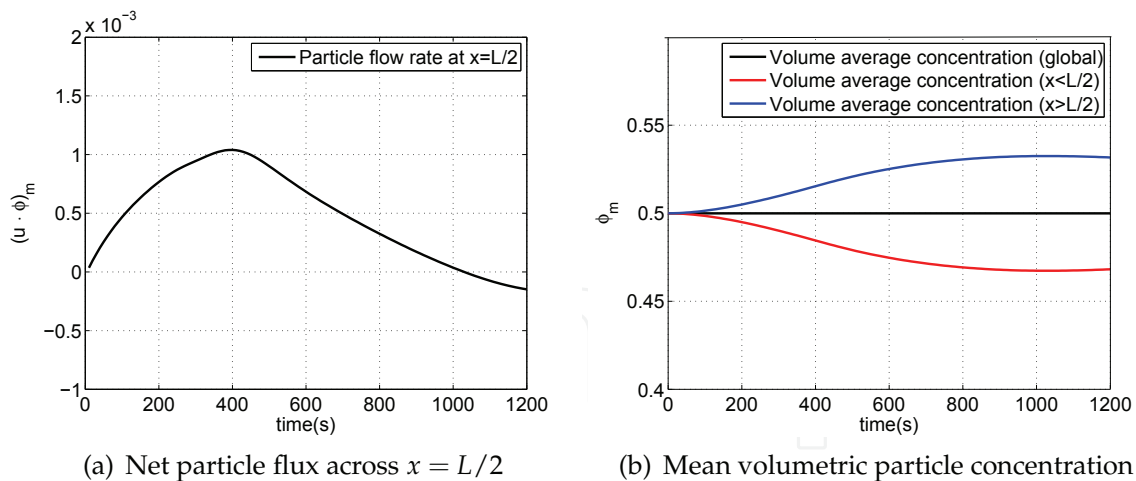 x 10⁻³
2
1.5
1
0.5
0
−0.5
−1
(u · ϕ)ₘ
Particle flow rate at x=L/2
0 200 400 600 800 1000 1200
time(s)
(a) Net particle flux across x = L/2
Volume average concentration (global)
Volume average concentration (x<L/2)
Volume average concentration (x>L/2)
0.55
0.5
0.45
0.4
ϕₘ
0 200 400 600 800 1000 1200
time(s)
(b) Mean volumetric particle concentration